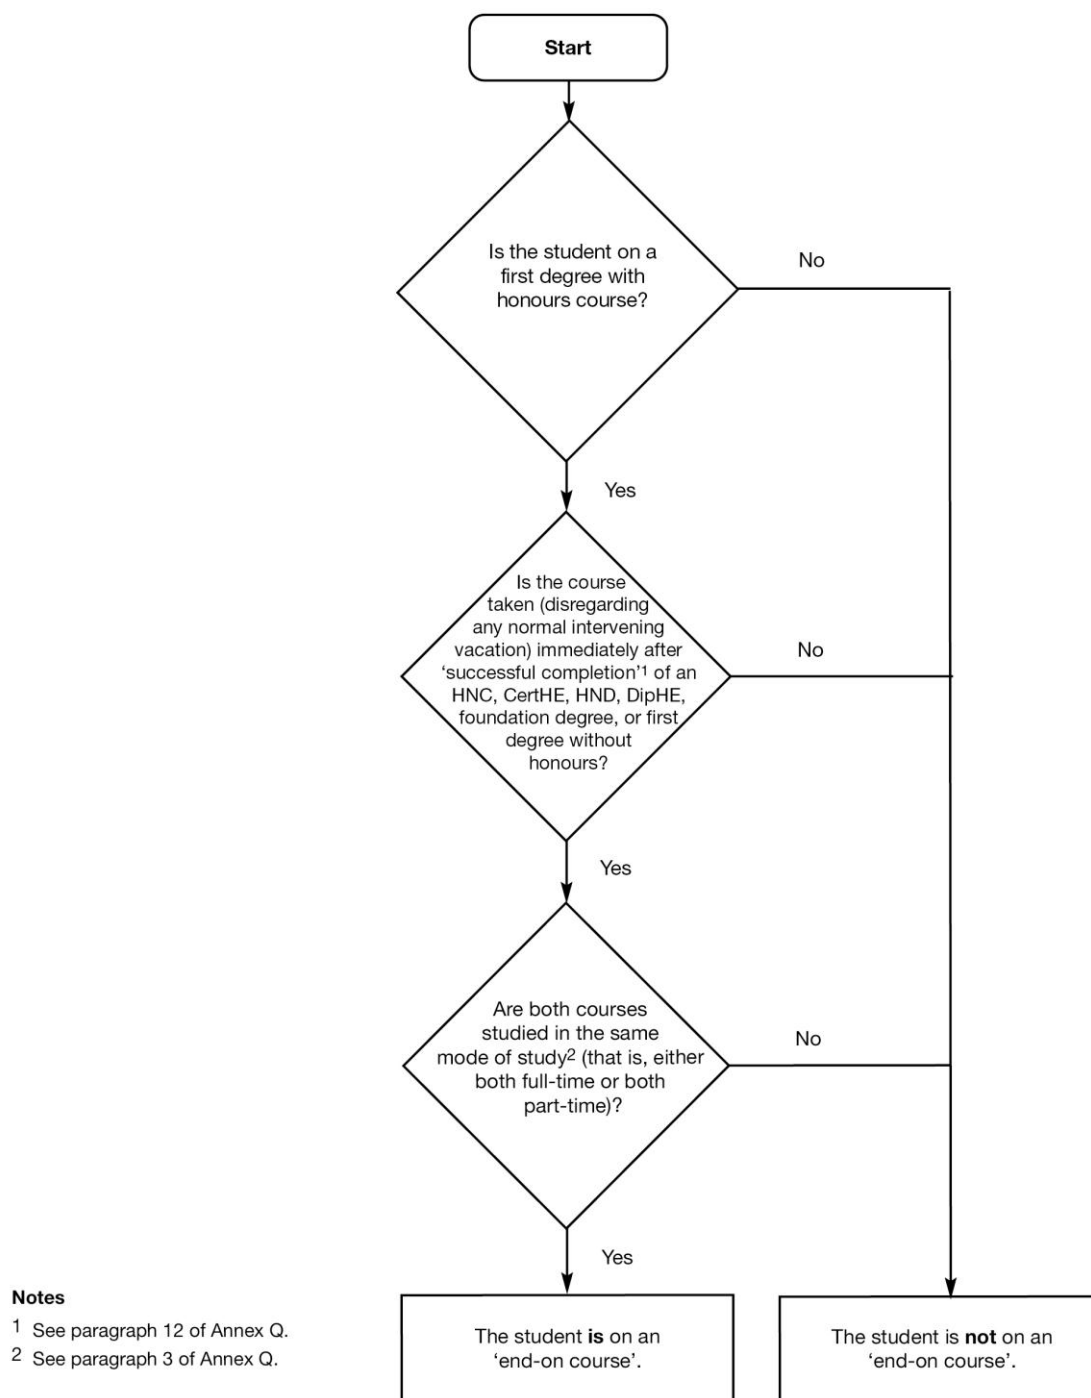 Start
Is the student on a
first degree with
honours course?
No
Yes
Is the course
taken (disregarding
any normal intervening
vacation) immediately after
‘successful completion’1 of an
HNC, CertHE, HND, DipHE,
foundation degree, or first
degree without
honours?
No
Yes
Are both courses
studied in the same
mode of study2 (that is, either
both full-time or both
part-time)?
No
Yes
The student is on an
‘end-on course’.
The student is not on an
‘end-on course’.
Notes
1 See paragraph 12 of Annex Q.
2 See paragraph 3 of Annex Q.